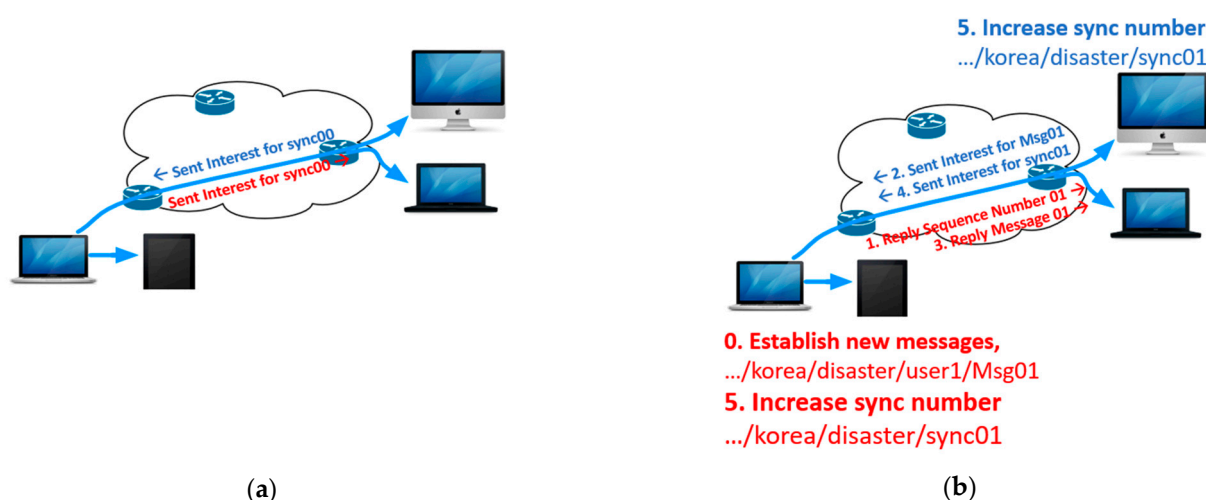 ← Sent Interest for sync00
Sent Interest for sync00 →
(a)
5. Increase sync number
.../korea/disaster/sync01
← 2. Sent Interest for Msg01
← 4. Sent Interest for sync01
1. Reply Sequence Number 01 →
3. Reply Message 01 →
0. Establish new messages,
.../korea/disaster/user1/Msg01
5. Increase sync number
.../korea/disaster/sync01
(b)